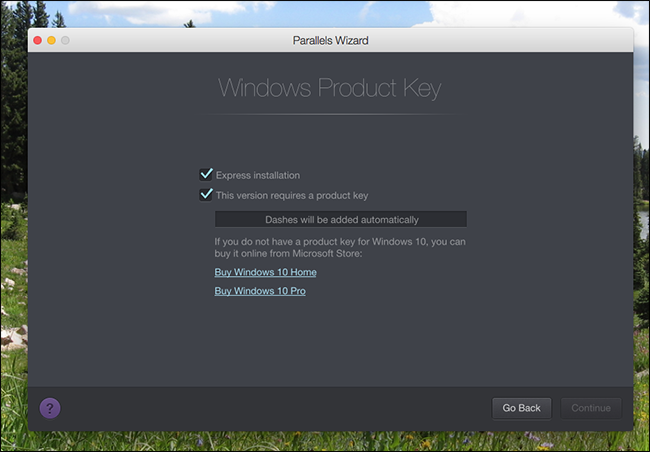 Parallels Wizard
Windows Product Key
Express installation
This version requires a product key
Dashes will be added automatically
If you do not have a product key for Windows 10, you can
buy it online from Microsoft Store:
Buy Windows 10 Home
Buy Windows 10 Pro
?
Go Back
Continue